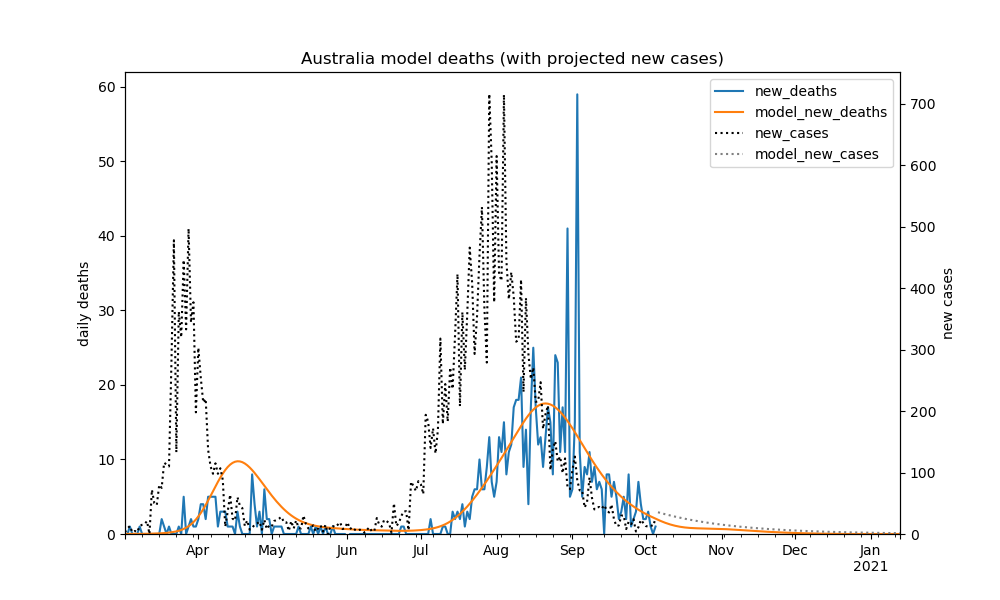 Australia model deaths (with projected new cases)
new_deaths
model_new_deaths
new_cases
model_new_cases
daily deaths
60
50
40
30
20
10
0
700
600
500
400
300
200
100
0
new cases
Apr May Jun Jul Aug Sep Oct Nov Dec Jan
2021